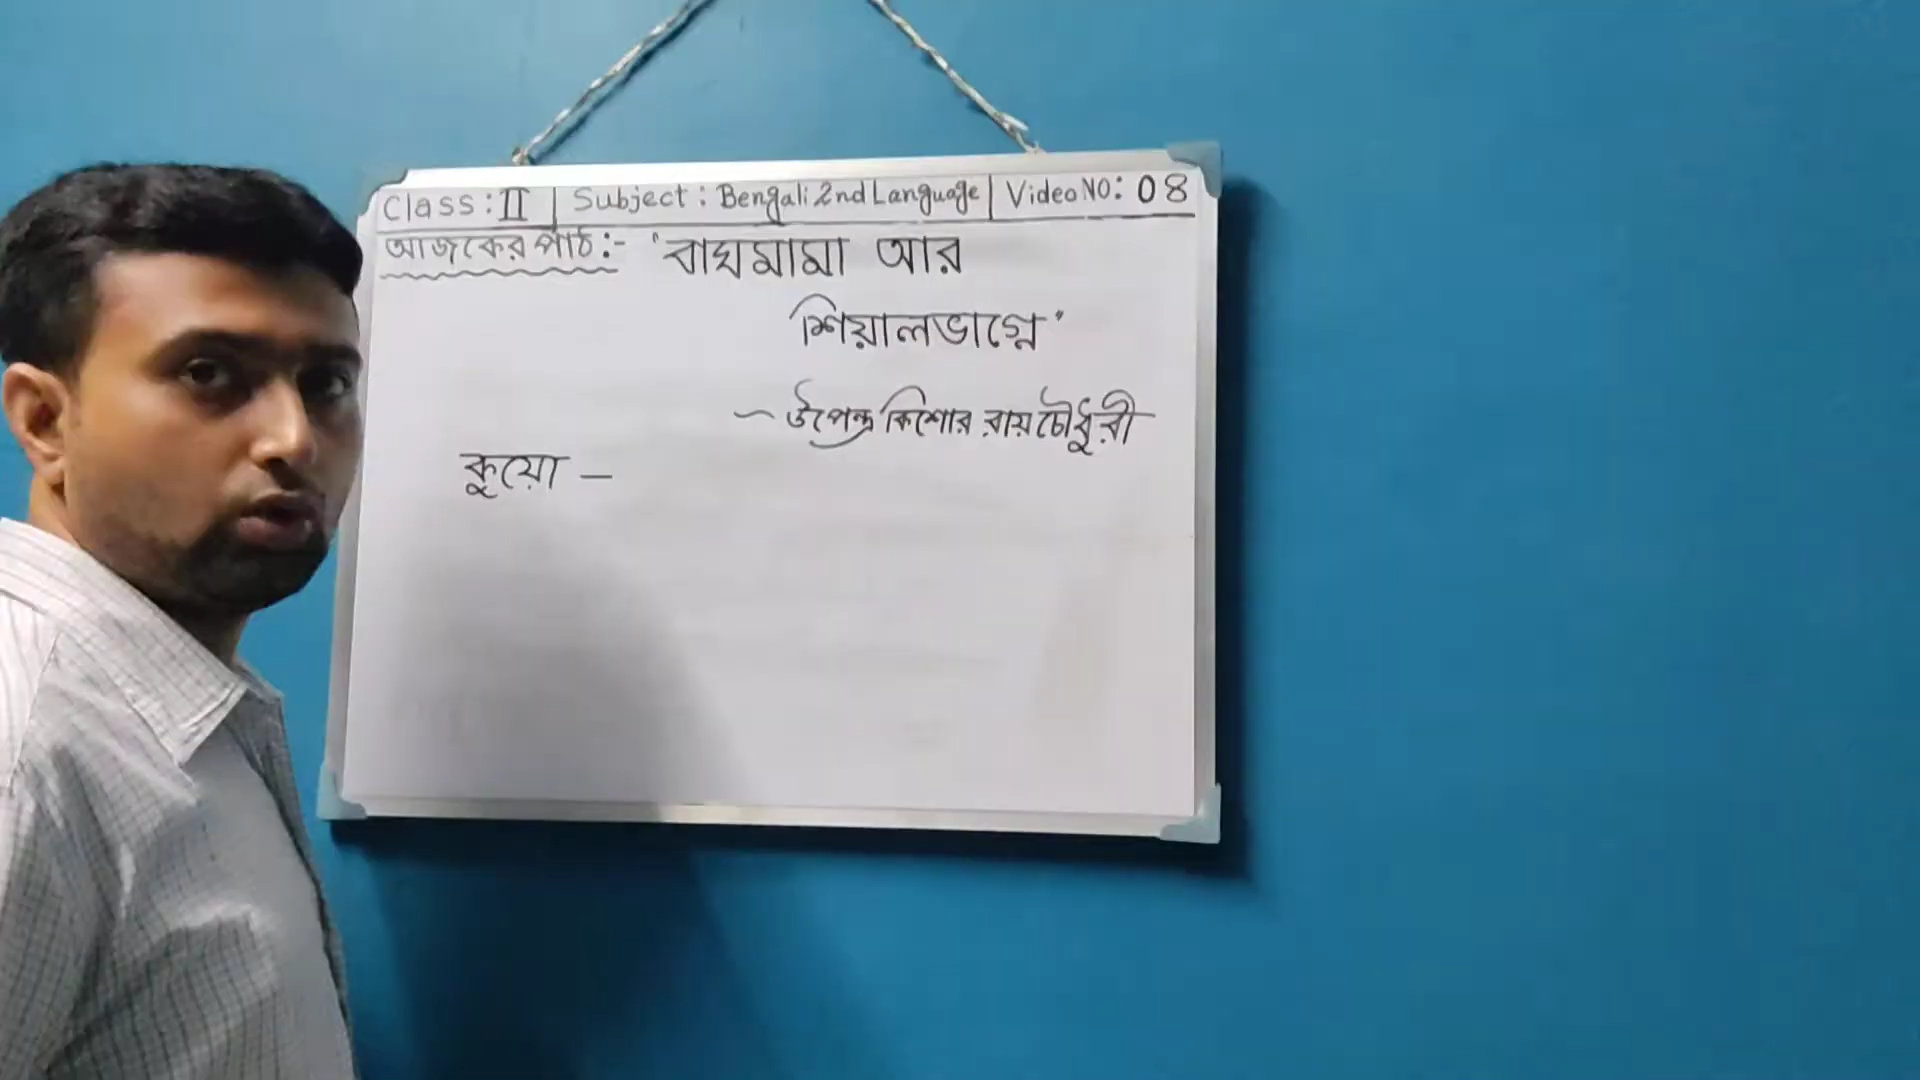 Class: II | Subject: Bengali 2nd Language | Video NO: 08
আজকের পাঠ:- 'বাঘমামা আর
শিয়ালভাগ্নে'
~ উপেন্দ্রকিশোর রায়চৌধুরী
কুয়ো —